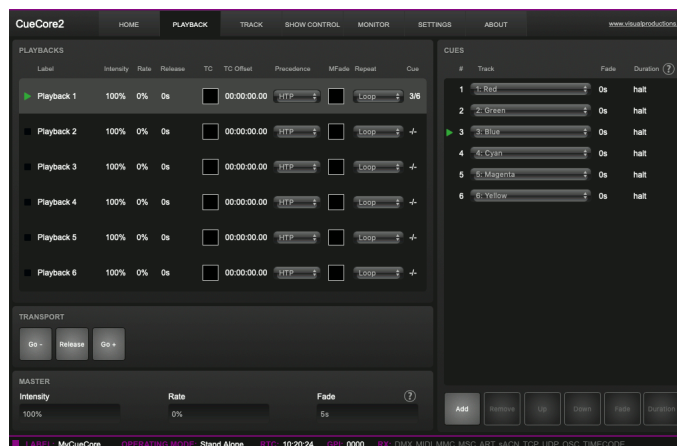 CueCore2 HOME PLAYBACK TRACK SHOW CONTROL MONITOR SETTINGS ABOUT www.visualproductions.
PLAYBACKS
Label Intensity Rate Release TC TC Offset Precedence MFade Repeat Cue
Playback 1 100% 0% 0s 00:00:00.00 HTP Loop 3/6
Playback 2 100% 0% 0s 00:00:00.00 HTP Loop -/-
Playback 3 100% 0% 0s 00:00:00.00 HTP Loop -/-
Playback 4 100% 0% 0s 00:00:00.00 HTP Loop -/-
Playback 5 100% 0% 0s 00:00:00.00 HTP Loop -/-
Playback 6 100% 0% 0s 00:00:00.00 HTP Loop -/-
TRANSPORT
Go - Release Go +
MASTER
Intensity Rate Fade ?
100% 0% 5s
CUES
# Track Fade Duration ?
1 1: Red 0s halt
2 2: Green 0s halt
3 3: Blue 0s halt
4 4: Cyan 0s halt
5 5: Magenta 0s halt
6 6: Yellow 0s halt
Add Remove Up Down Fade Duration
LABEL: MyCueCore OPERATING MODE: Stand Alone RTC: 10:20:24 GPI: 0000 RX: DMX MIDI MMC MSC ART sACN TCP UDP OSC TIMECODE